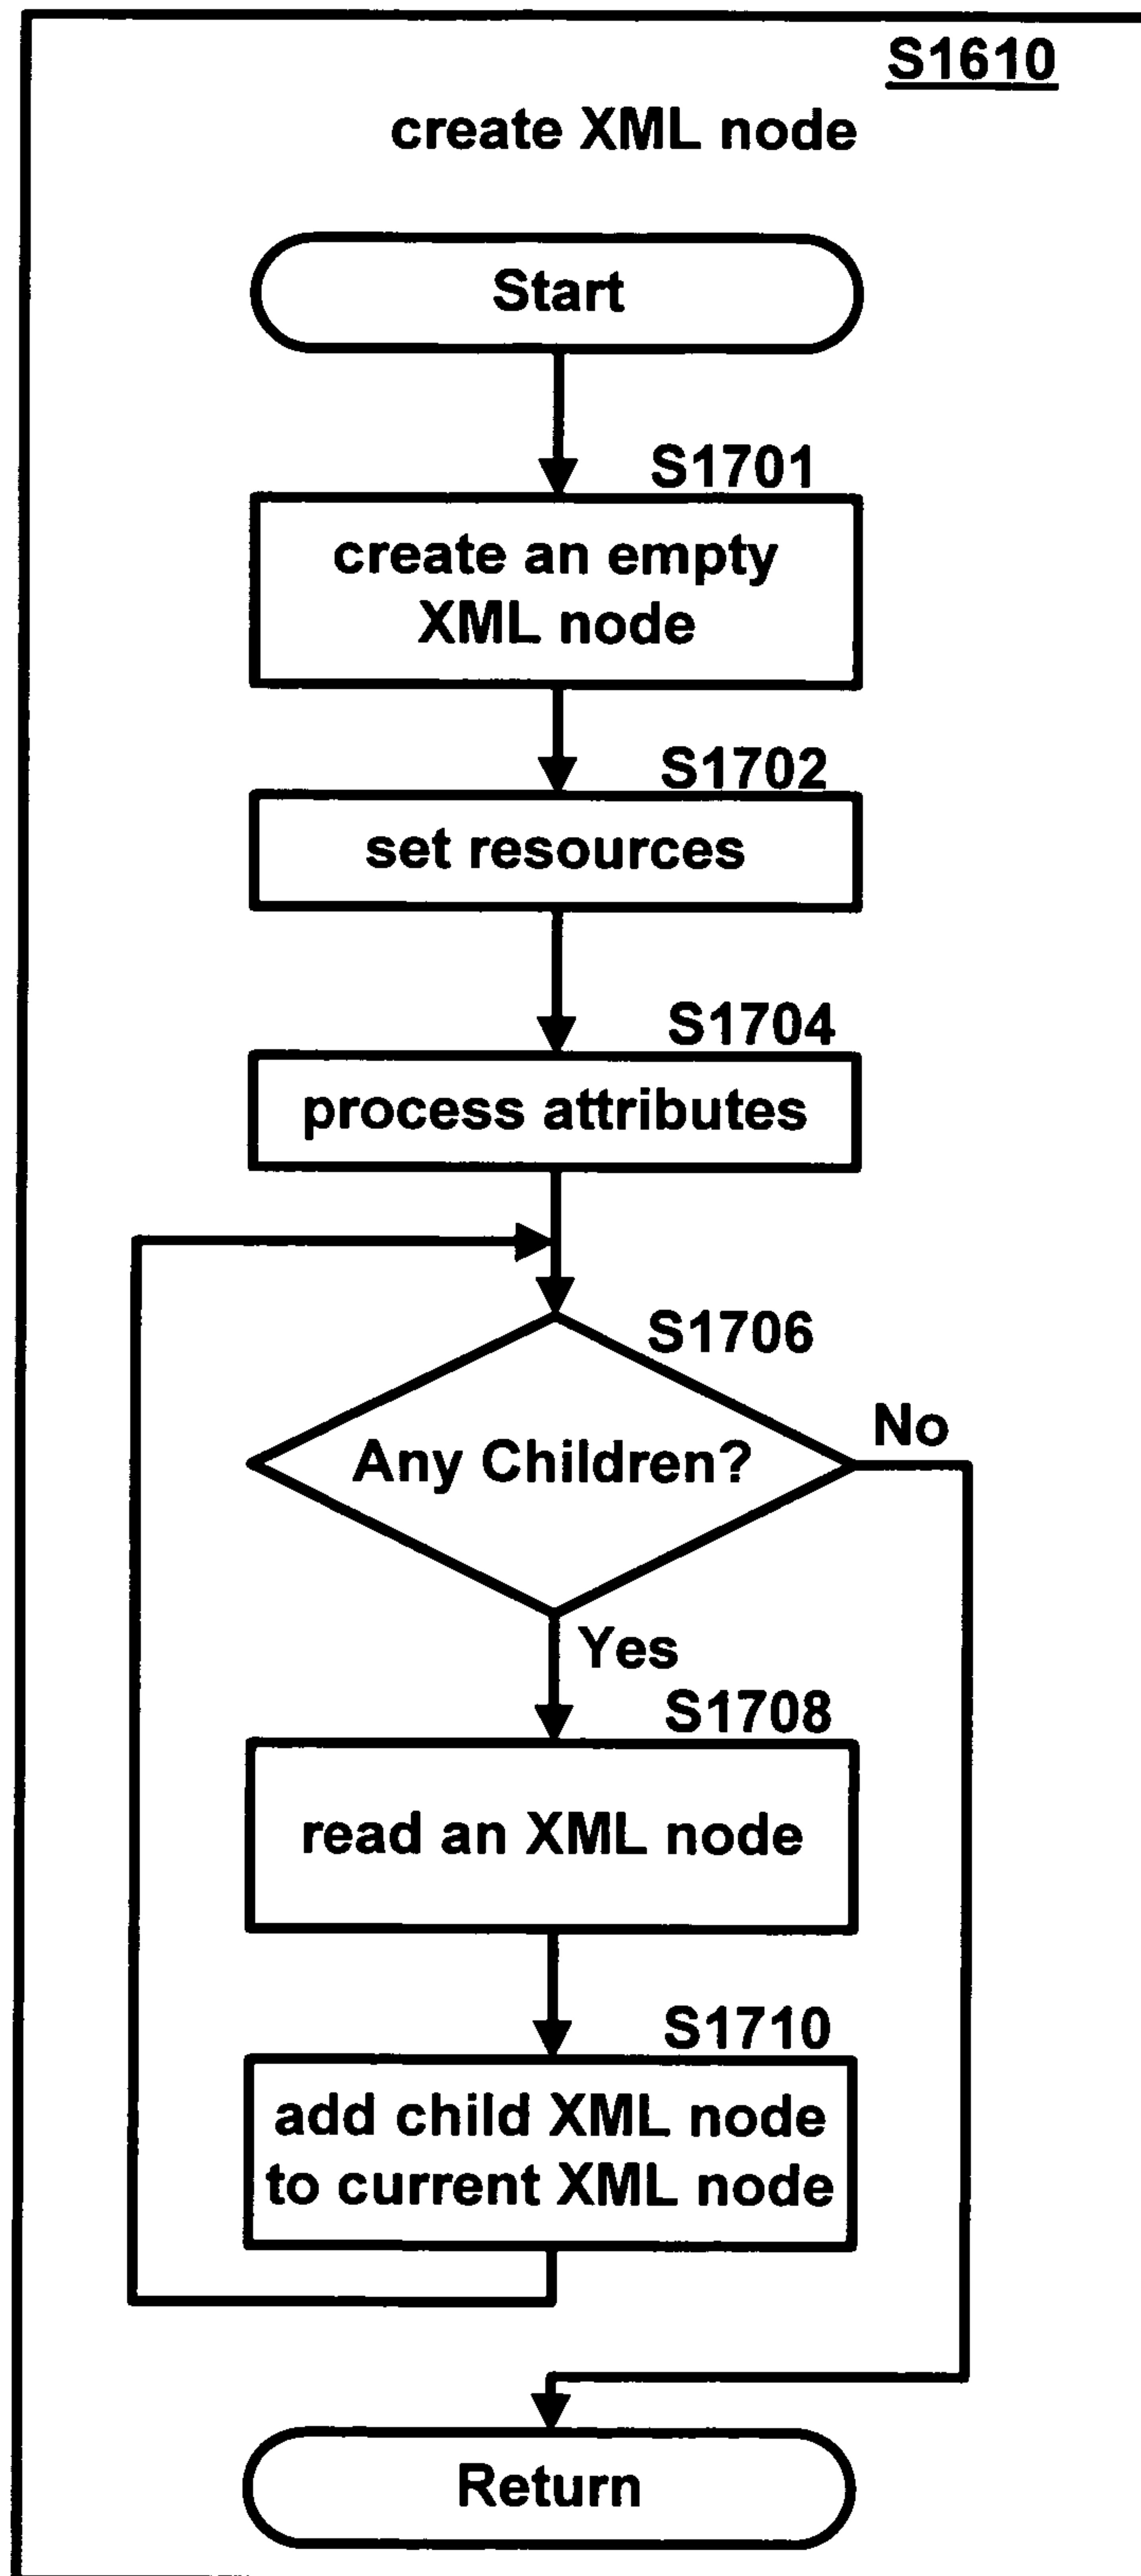 S1610
create XML node
Start
S1701
create an empty
XML node
S1702
set resources
S1704
process attributes
S1706
Any Children?
No
Yes
S1708
read an XML node
S1710
add child XML node
to current XML node
Return